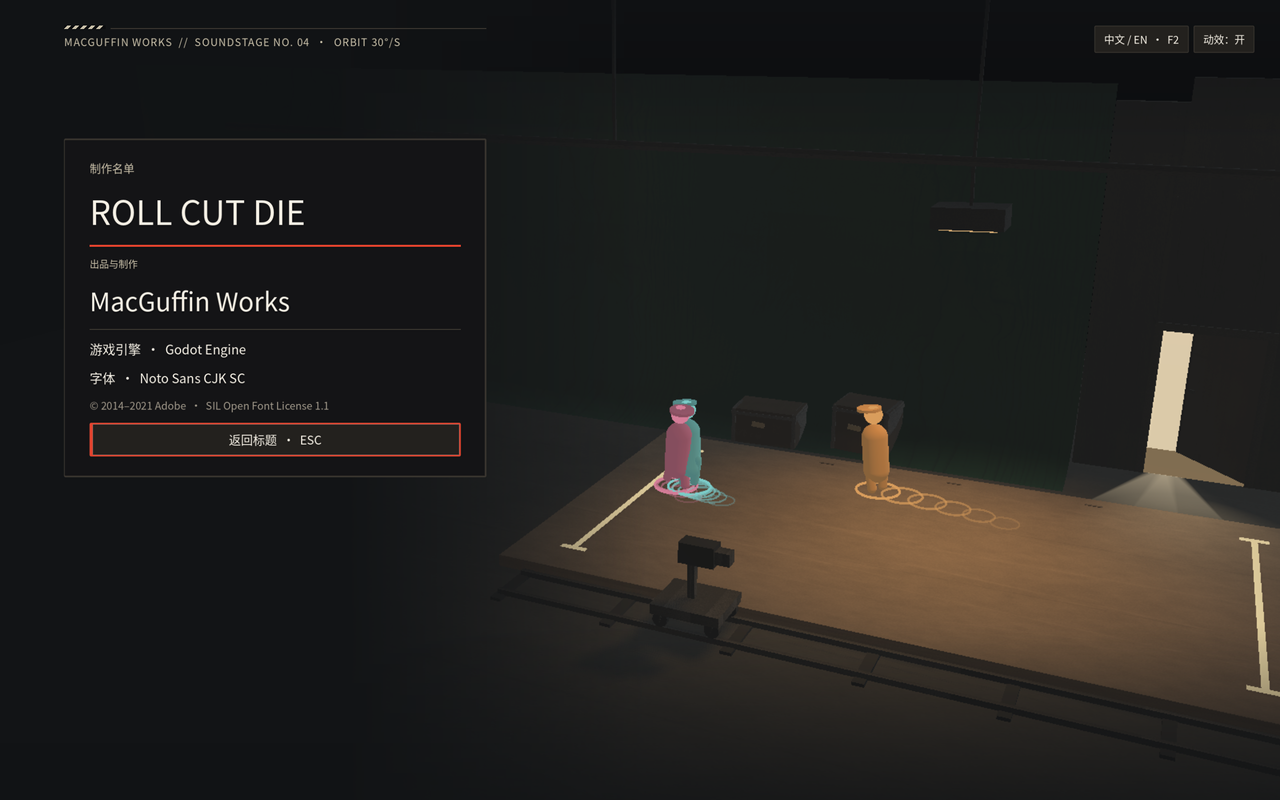 MACGUFFIN WORKS // SOUNDSTAGE NO. 04 · ORBIT 30°/S
中文 / EN · F2
动效：开
制作名单
ROLL CUT DIE
出品与制作
MacGuffin Works
游戏引擎 · Godot Engine
字体 · Noto Sans CJK SC
© 2014–2021 Adobe · SIL Open Font License 1.1
返回标题 · ESC